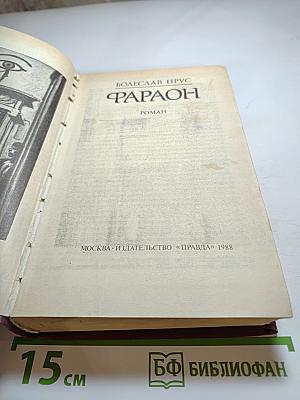 БОЛЕСЛАВ ПРУС
ФАРАОН
РОМАН
МОСКВА · ИЗДАТЕЛЬСТВО «ПРАВДА» 1988
15 СМ
БФ БИБЛИОФАН